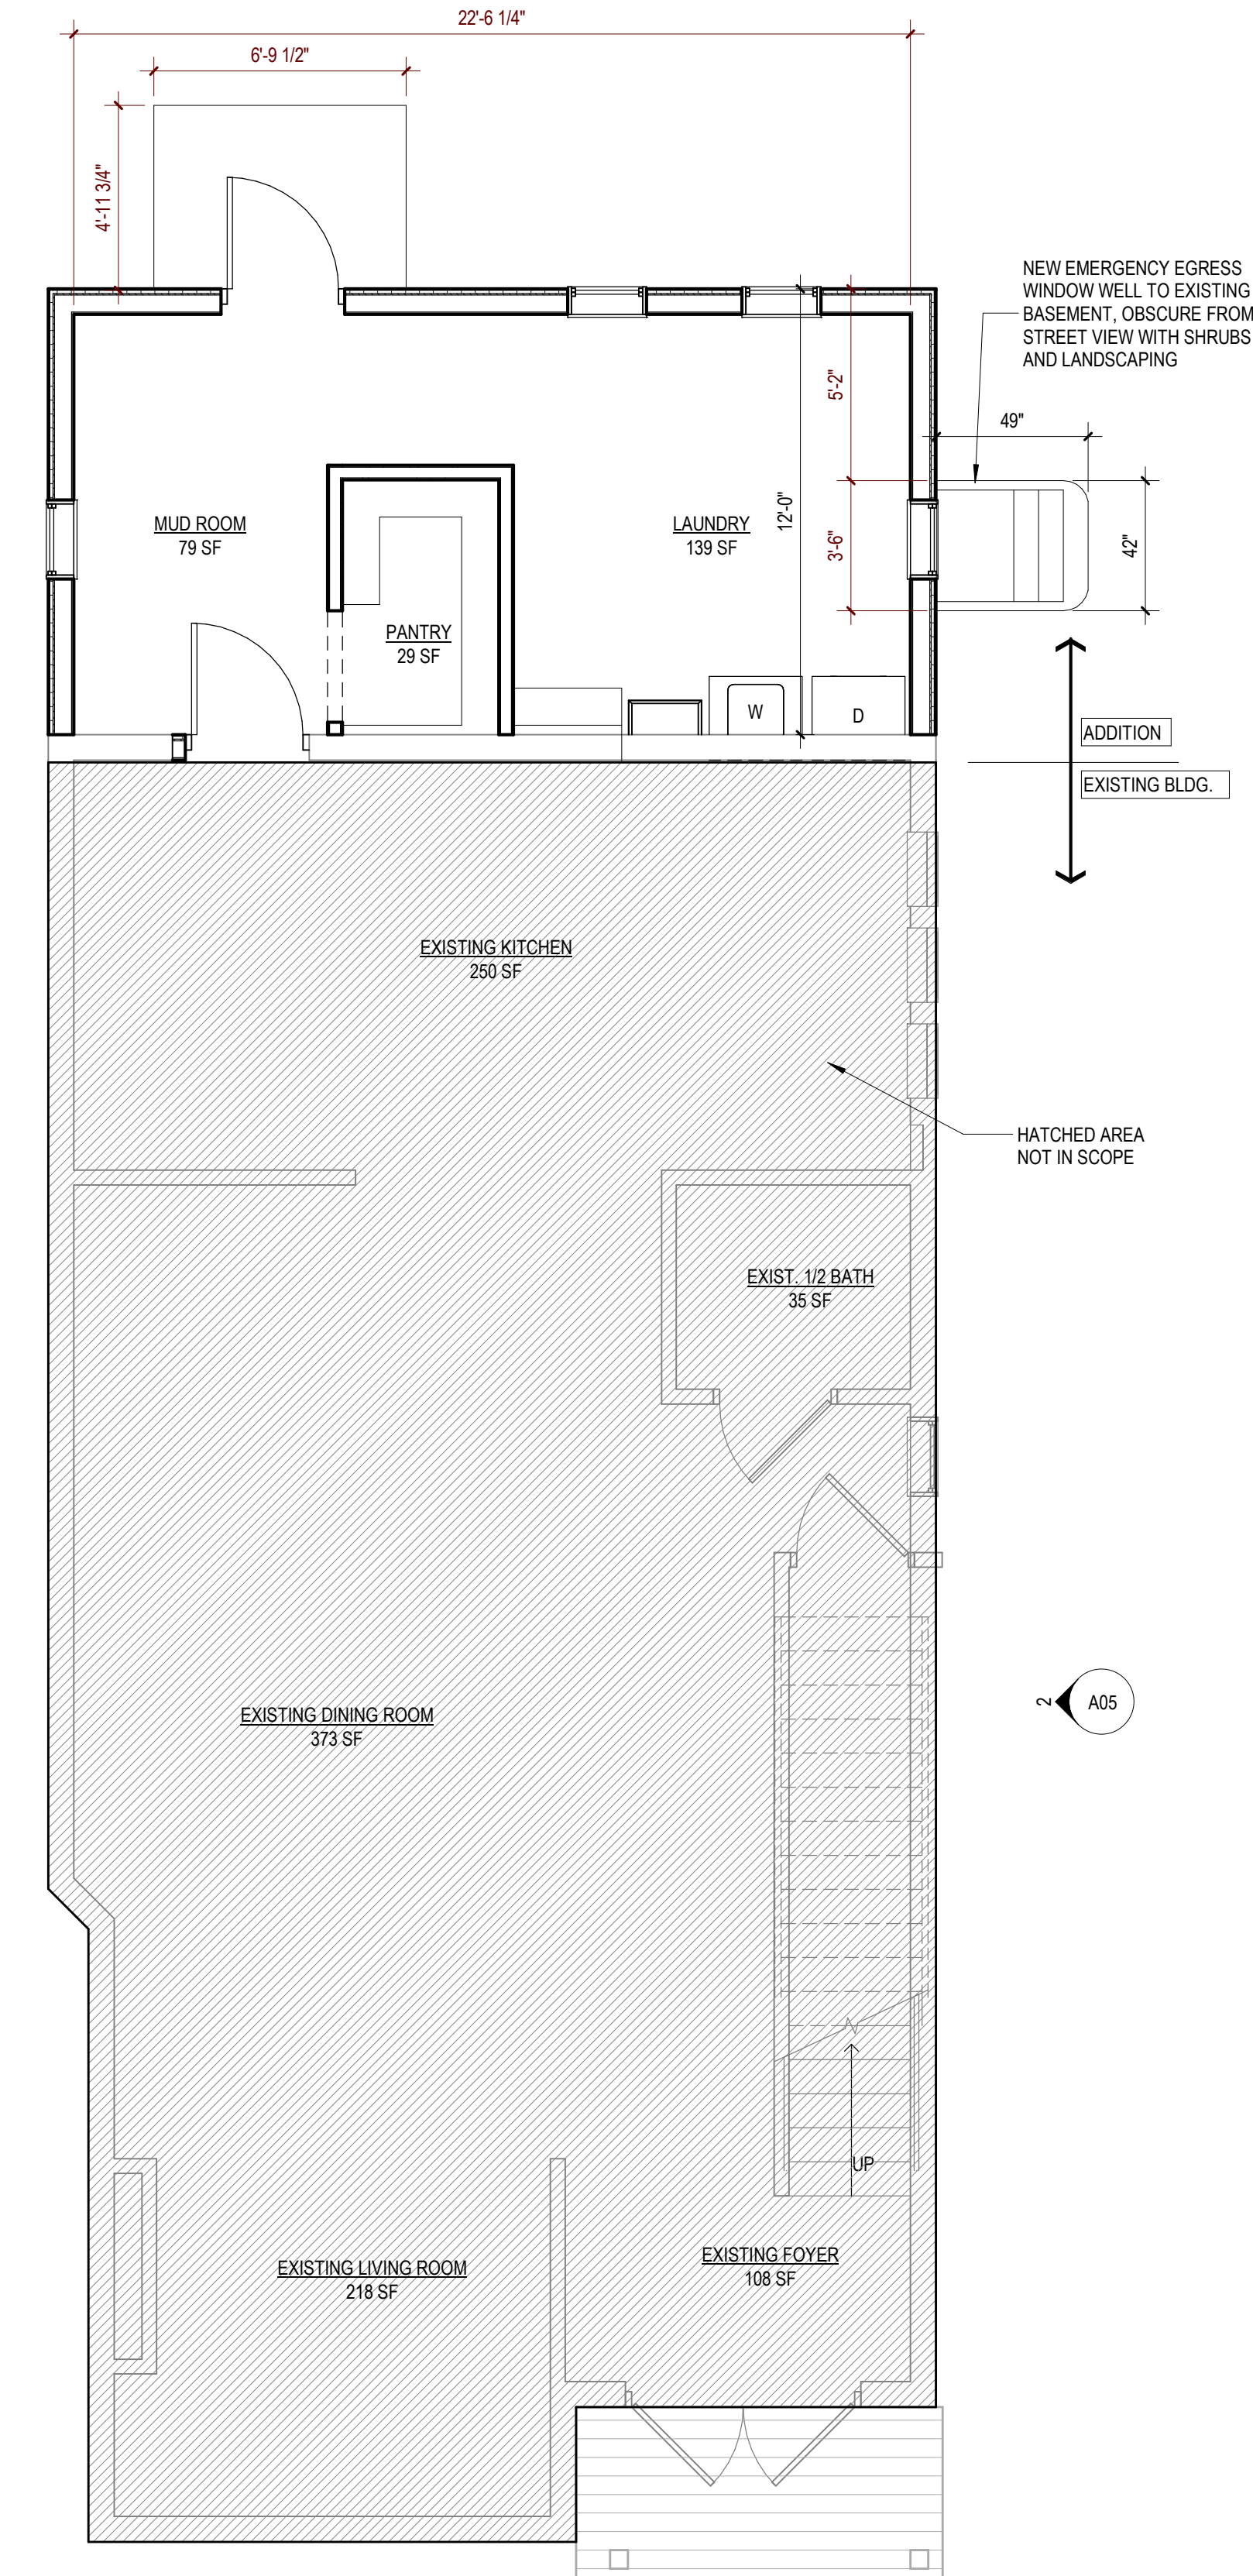 22'-6 1/4"
6'-9 1/2"
4'-11 3/4"
NEW EMERGENCY EGRESS
WINDOW WELL TO EXISTING
BASEMENT, OBSCURE FROM
STREET VIEW WITH SHRUBS
AND LANDSCAPING
5'-2"
49"
12'-0"
MUD ROOM
79 SF
LAUNDRY
139 SF
3'-6"
42"
PANTRY
29 SF
W
D
ADDITION
EXISTING BLDG.
EXISTING KITCHEN
250 SF
HATCHED AREA
NOT IN SCOPE
EXIST. 1/2 BATH
35 SF
2
A05
EXISTING DINING ROOM
373 SF
UP
EXISTING LIVING ROOM
218 SF
EXISTING FOYER
108 SF